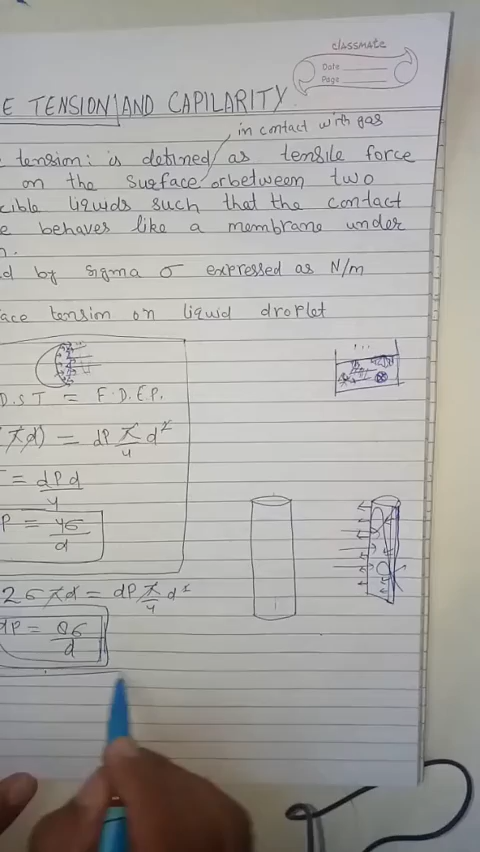 classmate
Date
Page
E TENSION AND CAPILARITY
in contact with gas
tension: is defined as tensile force
on the surface or between two
cible liquids such that the contact
e behaves like a membrane under
n.
d by sigma σ expressed as N/m
ace tension on liquid droplet
D.S T = F.D.E.P.
πd) = dP π/4 d²
= dPd/4
P = 4σ/d
2σπd = dP π/4 d²
dP = 8σ/d